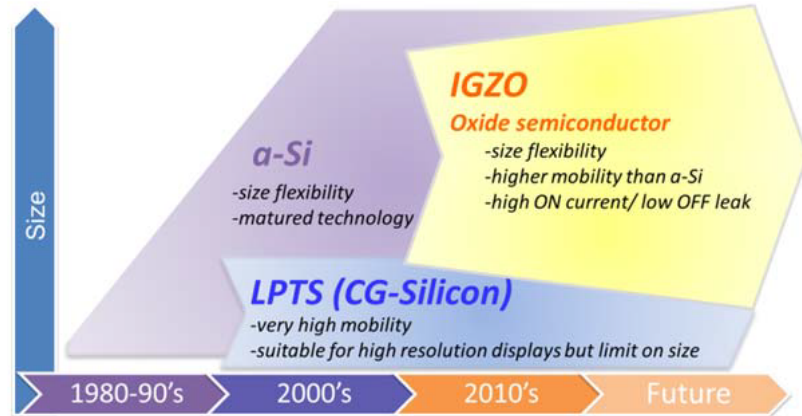 Size
a-Si
-size flexibility
-matured technology
IGZO
Oxide semiconductor
-size flexibility
-higher mobility than a-Si
-high ON current/ low OFF leak
LPTS (CG-Silicon)
-very high mobility
-suitable for high resolution displays but limit on size
1980-90's
2000's
2010's
Future